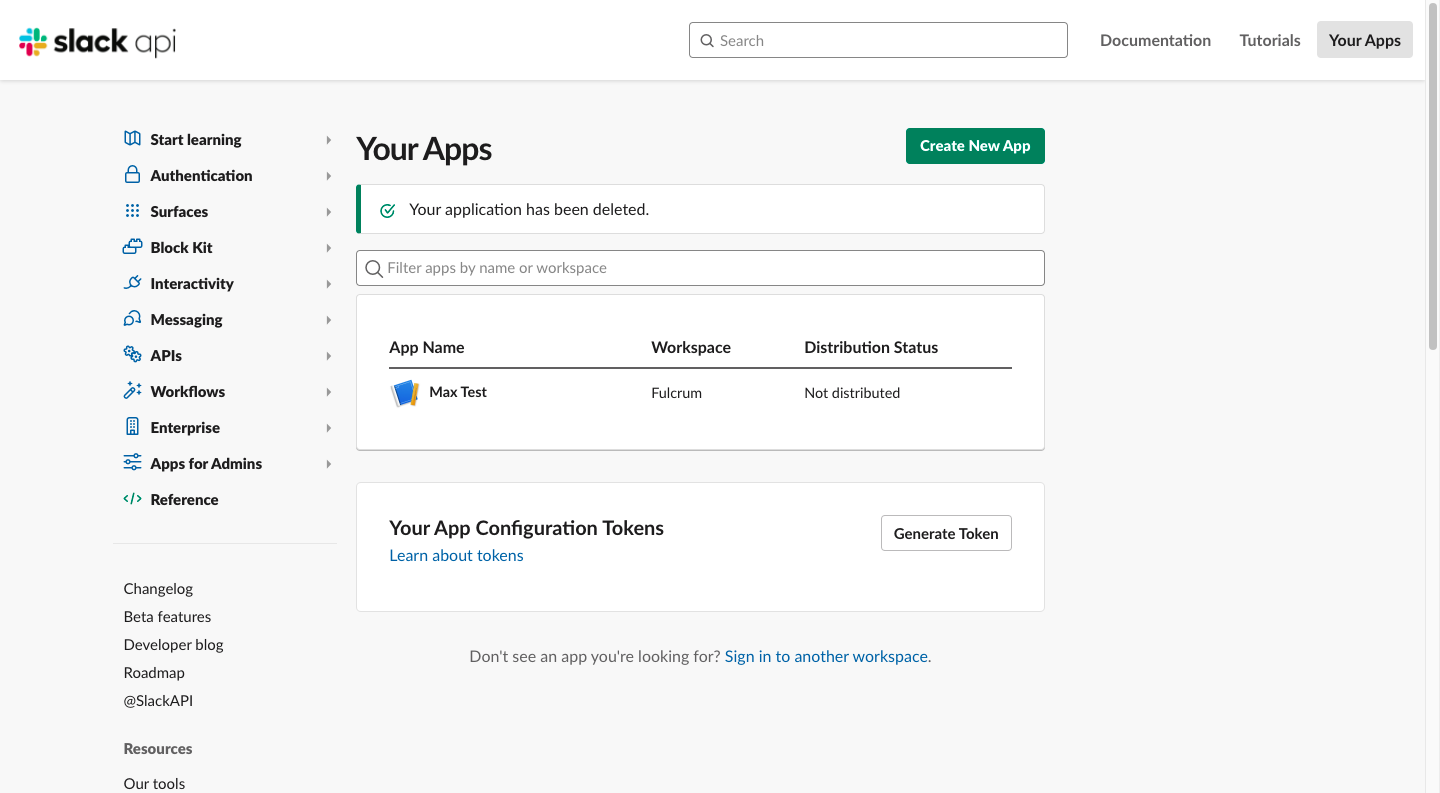 slack api
Search
Documentation
Tutorials
Your Apps
Start learning
Authentication
Surfaces
Block Kit
Interactivity
Messaging
APIs
Workflows
Enterprise
Apps for Admins
Reference
Changelog
Beta features
Developer blog
Roadmap
@SlackAPI
Resources
Our tools
Your Apps
Create New App
Your application has been deleted.
Filter apps by name or workspace
App Name Workspace Distribution Status
Max Test Fulcrum Not distributed
Your App Configuration Tokens
Learn about tokens
Generate Token
Don't see an app you're looking for? Sign in to another workspace.